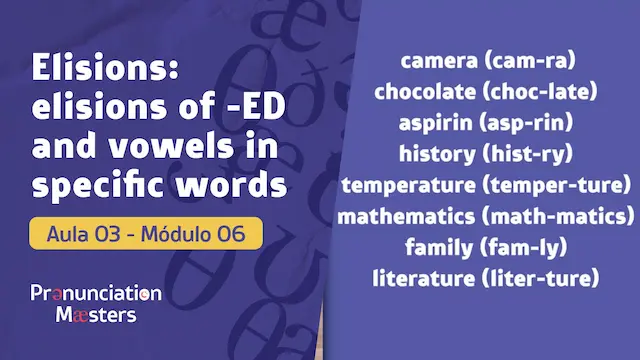 Elisions:
elisions of -ED
and vowels in
specific words
Aula 03 - Módulo 06
Prənunciation
Mæsters
camera (cam-ra)
chocolate (choc-late)
aspirin (asp-rin)
history (hist-ry)
temperature (temper-ture)
mathematics (math-matics)
family (fam-ly)
literature (liter-ture)